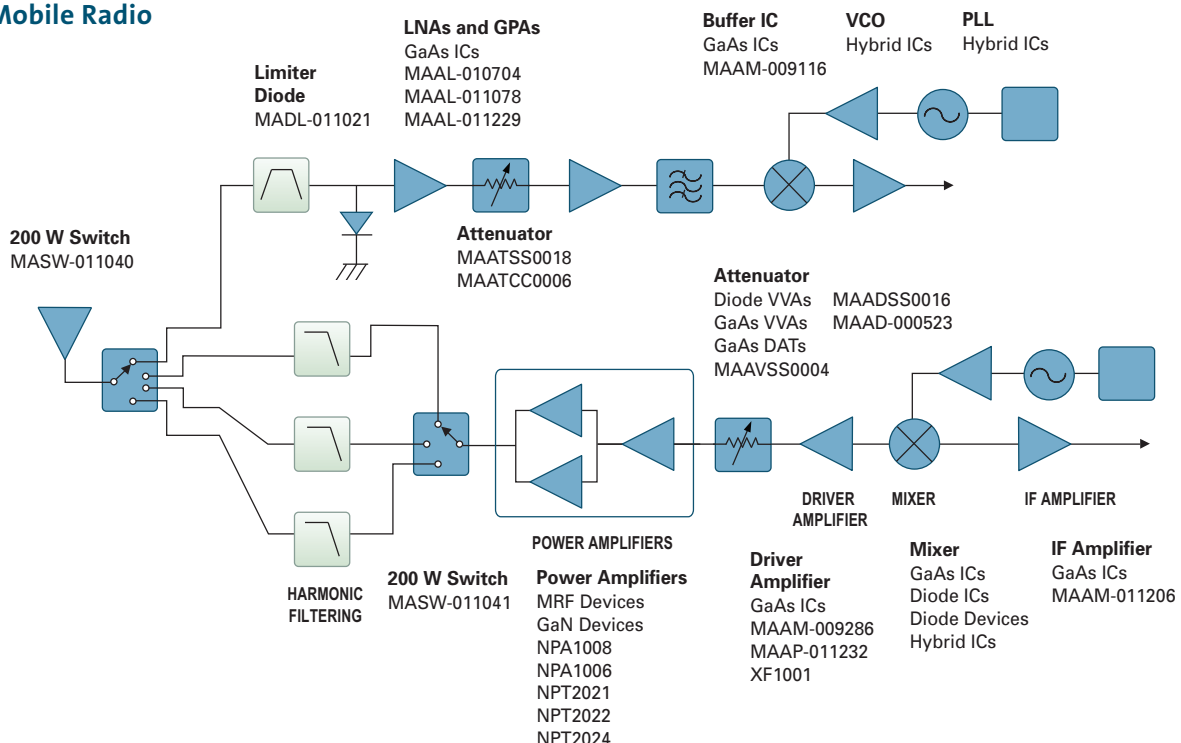 Mobile Radio
LNAs and GPAs
GaAs ICs
MAAL-010704
MAAL-011078
MAAL-011229
Buffer IC
GaAs ICs
MAAM-009116
VCO
Hybrid ICs
PLL
Hybrid ICs
Limiter
Diode
MADL-011021
200 W Switch
MASW-011040
Attenuator
MAATSS0018
MAATCC0006
Attenuator
Diode VVAs MAADSS0016
GaAs VVAs MAAD-000523
GaAs DATs
MAAVSS0004
HARMONIC
FILTERING
200 W Switch
MASW-011041
POWER AMPLIFIERS
Power Amplifiers
MRF Devices
GaN Devices
NPA1008
NPA1006
NPT2021
NPT2022
NPT2024
DRIVER
AMPLIFIER
Driver
Amplifier
GaAs ICs
MAAM-009286
MAAP-011232
XF1001
MIXER
Mixer
GaAs ICs
Diode ICs
Diode Devices
Hybrid ICs
IF AMPLIFIER
IF Amplifier
GaAs ICs
MAAM-011206